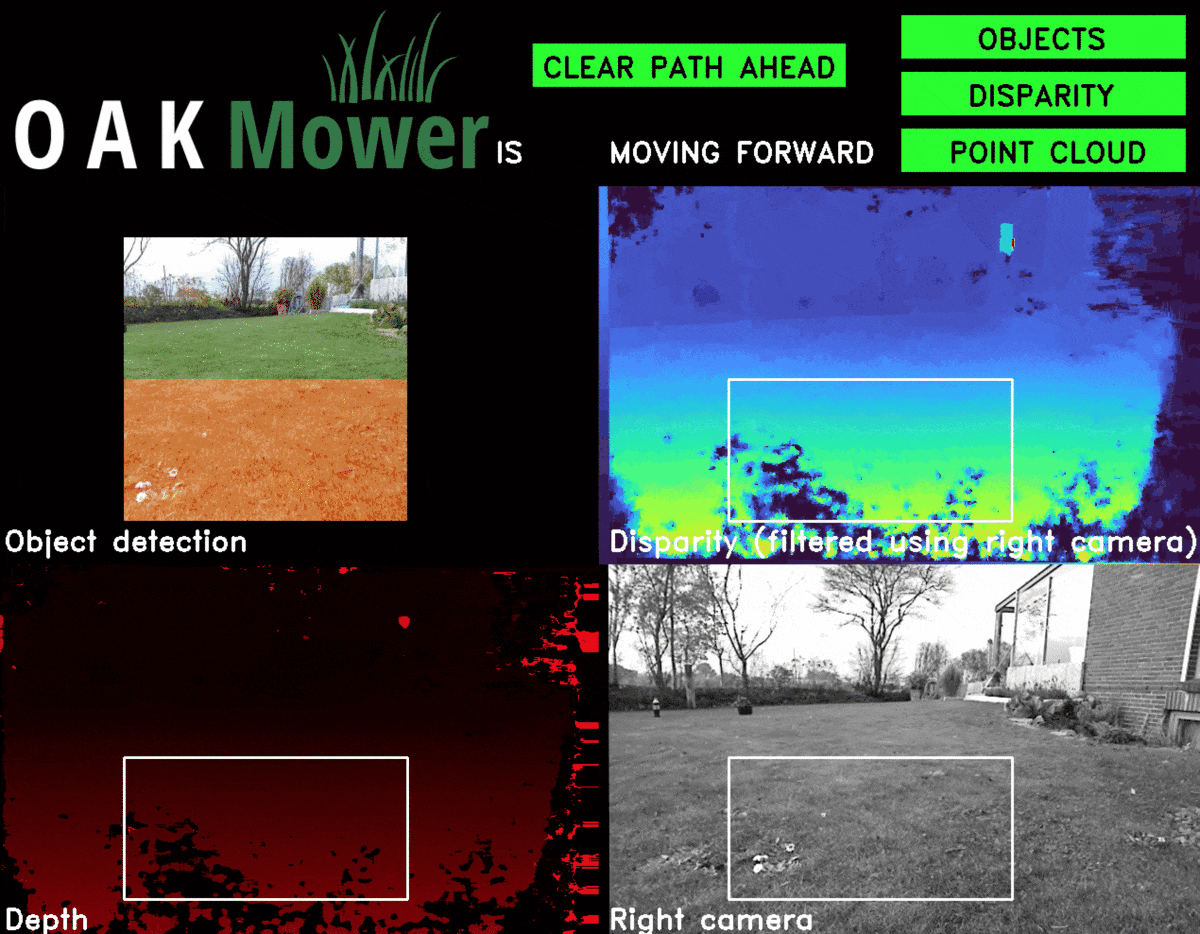 OAK Mower IS
CLEAR PATH AHEAD
MOVING FORWARD
OBJECTS
DISPARITY
POINT CLOUD
Object detection
Disparity (filtered using right camera)
Depth
Right camera